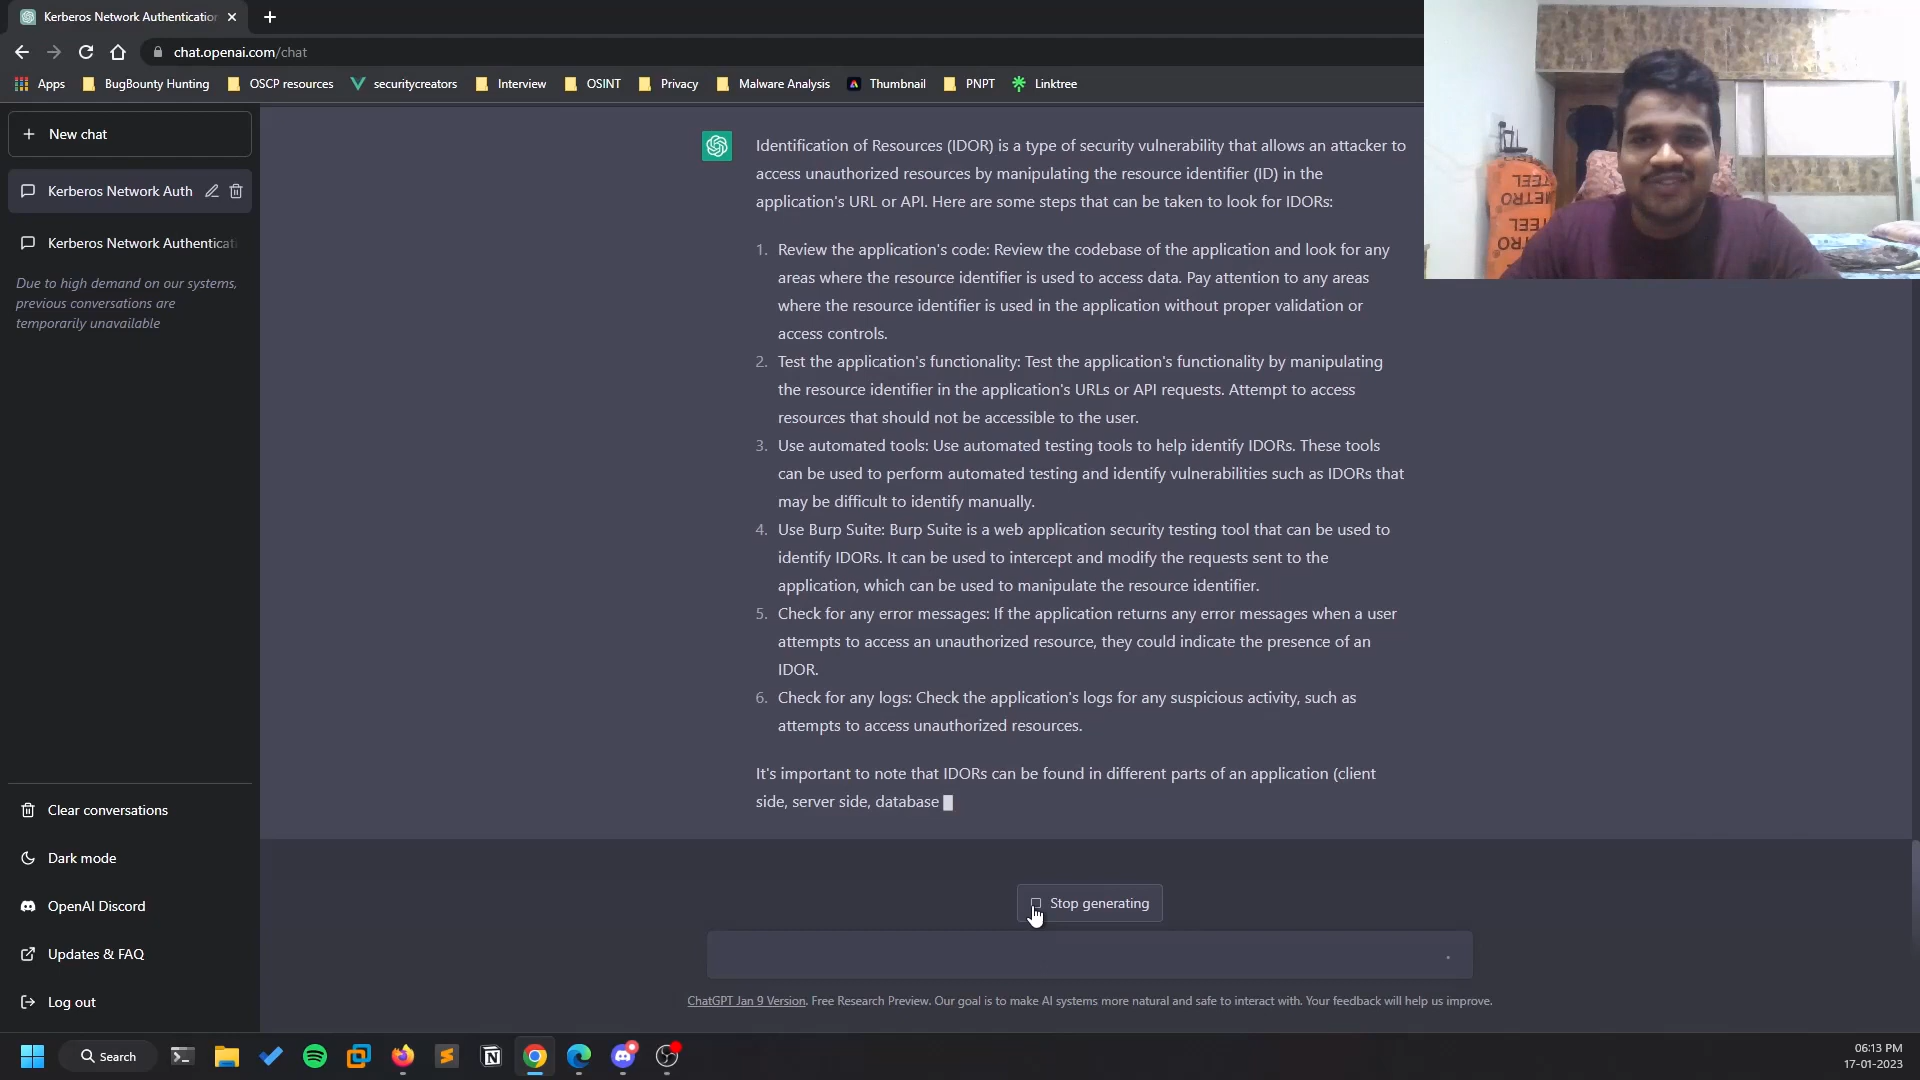 Kerberos Network Authentication
chat.openai.com/chat
Apps
BugBounty Hunting
OSCP resources
securitycreators
Interview
OSINT
Privacy
Malware Analysis
Thumbnail
PNPT
Linktree
New chat
Kerberos Network Auth
Kerberos Network Authenticat
Due to high demand on our systems,
previous conversations are
temporarily unavailable
Identification of Resources (IDOR) is a type of security vulnerability that allows an attacker to
access unauthorized resources by manipulating the resource identifier (ID) in the
application's URL or API. Here are some steps that can be taken to look for IDORs:
1. Review the application's code: Review the codebase of the application and look for any
areas where the resource identifier is used to access data. Pay attention to any areas
where the resource identifier is used in the application without proper validation or
access controls.
2. Test the application's functionality: Test the application's functionality by manipulating
the resource identifier in the application's URLs or API requests. Attempt to access
resources that should not be accessible to the user.
3. Use automated tools: Use automated testing tools to help identify IDORs. These tools
can be used to perform automated testing and identify vulnerabilities such as IDORs that
may be difficult to identify manually.
4. Use Burp Suite: Burp Suite is a web application security testing tool that can be used to
identify IDORs. It can be used to intercept and modify the requests sent to the
application, which can be used to manipulate the resource identifier.
5. Check for any error messages: If the application returns any error messages when a user
attempts to access an unauthorized resource, they could indicate the presence of an
IDOR.
6. Check for any logs: Check the application's logs for any suspicious activity, such as
attempts to access unauthorized resources.
It's important to note that IDORs can be found in different parts of an application (client
side, server side, database
Clear conversations
Dark mode
OpenAI Discord
Updates & FAQ
Log out
Stop generating
ChatGPT Jan 9 Version. Free Research Preview. Our goal is to make AI systems more natural and safe to interact with. Your feedback will help us improve.
Search
06:13 PM
17-01-2023
METRO